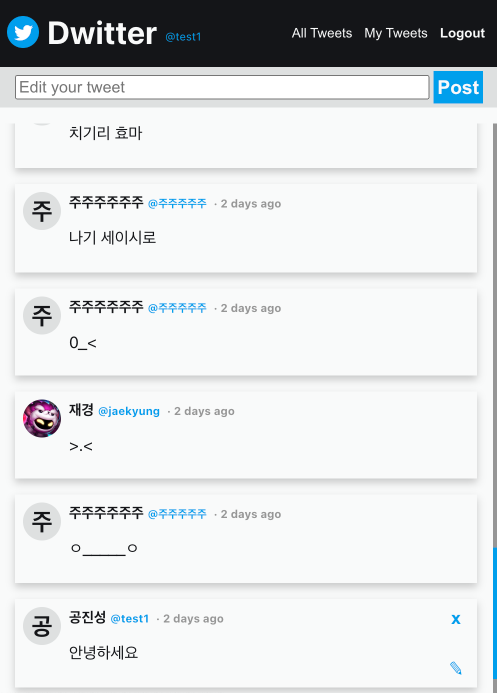 Dwitter @test1 All Tweets My Tweets Logout
Edit your tweet Post
치기리 효마
주 주주주주주주 @주주주주주 · 2 days ago
나기 세이시로
주 주주주주주주 @주주주주주 · 2 days ago
0_<
재경 @jaekyung · 2 days ago
>.<
주 주주주주주주 @주주주주주 · 2 days ago
ㅇ_____ㅇ
공 공진성 @test1 · 2 days ago x
안녕하세요